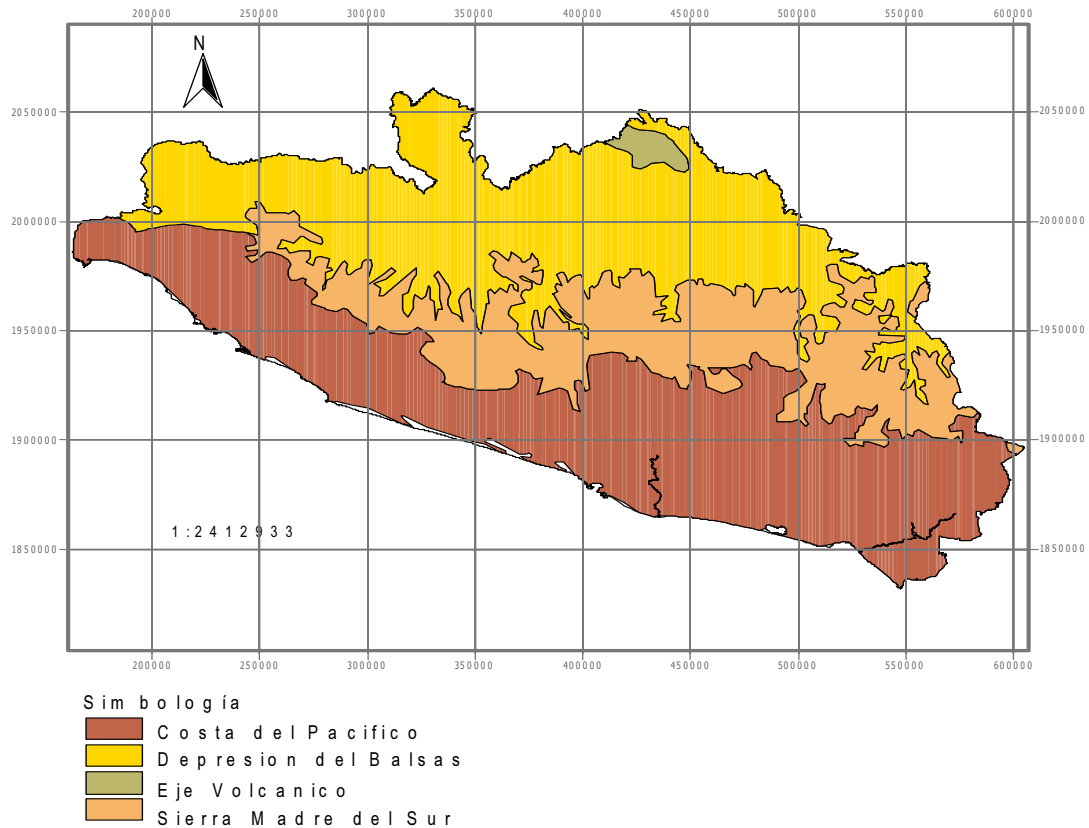 200000 250000 300000 350000 400000 450000 500000 550000 600000
N
2050000 2050000
2000000 2000000
1950000 1950000
1900000 1900000
1:2412933
1850000 1850000
200000 250000 300000 350000 400000 450000 500000 550000 600000
Simbología
Costa del Pacifico
Depresion del Balsas
Eje Volcanico
Sierra Madre del Sur